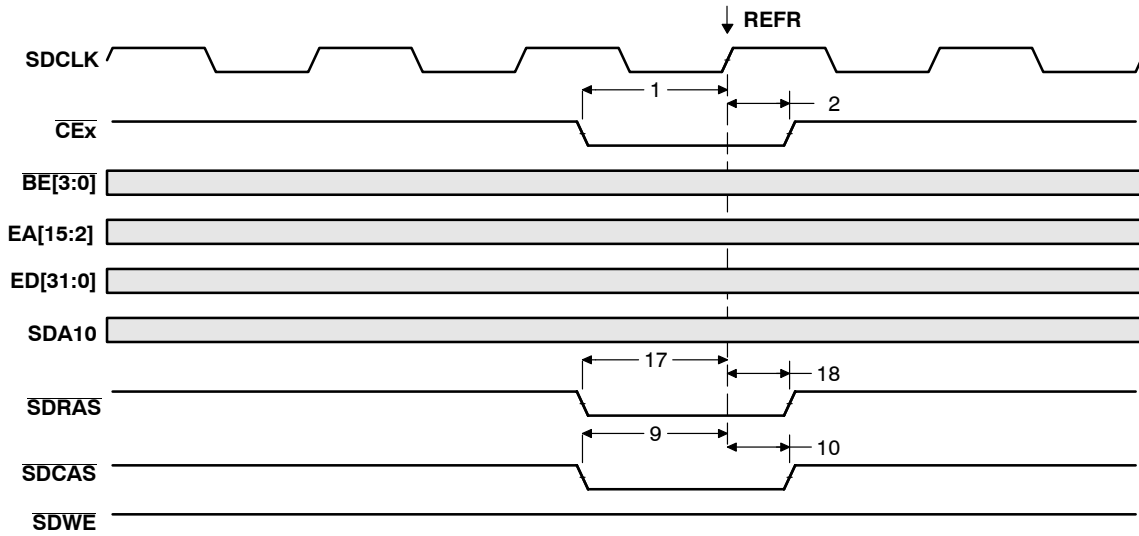 REFR
SDCLK
1
2
CEx
BE[3:0]
EA[15:2]
ED[31:0]
SDA10
17
18
SDRAS
9
10
SDCAS
SDWE